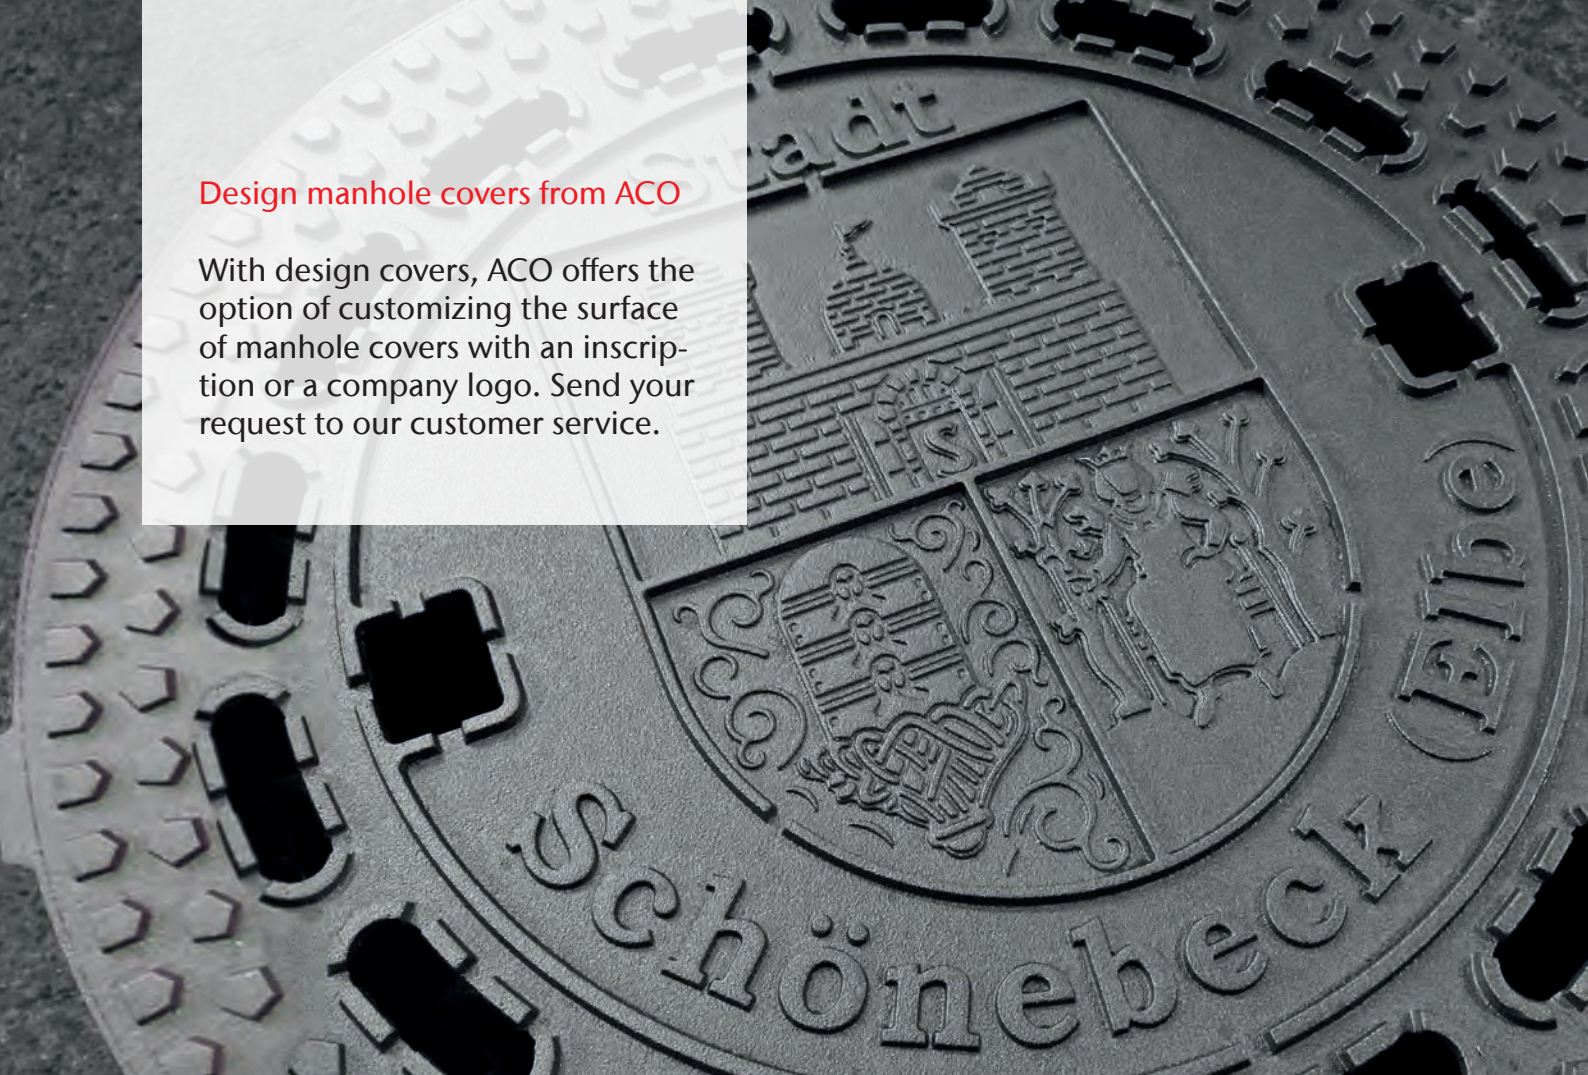 Design manhole covers from ACO
With design covers, ACO offers the
option of customizing the surface
of manhole covers with an inscrip-
tion or a company logo. Send your
request to our customer service.
Stadt
S
Schönebeck (Elbe)